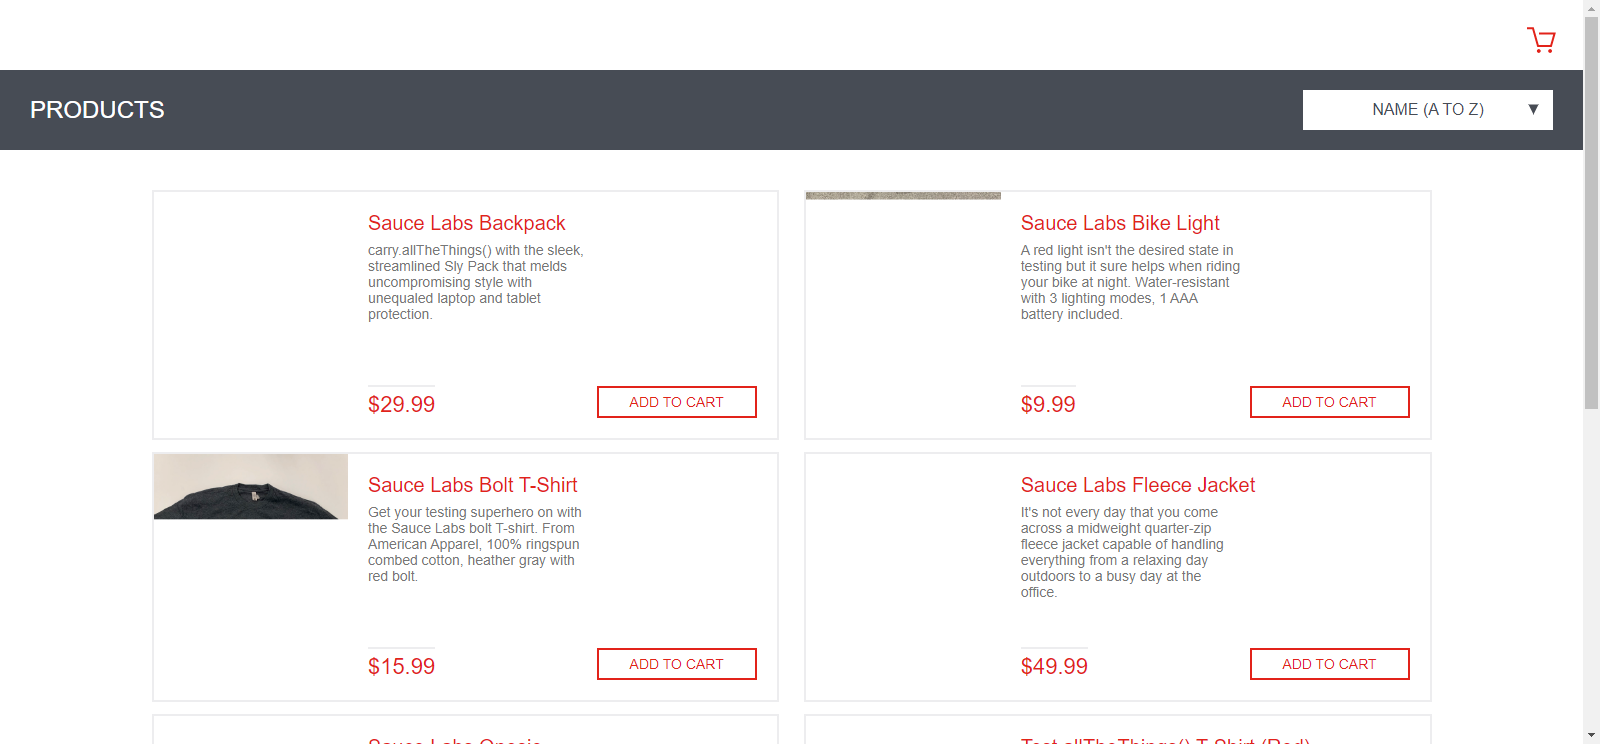 PRODUCTS
NAME (A TO Z)
Sauce Labs Backpack
carry.allTheThings() with the sleek,
streamlined Sly Pack that melds
uncompromising style with
unequaled laptop and tablet
protection.
$29.99
ADD TO CART
Sauce Labs Bike Light
A red light isn't the desired state in
testing but it sure helps when riding
your bike at night. Water-resistant
with 3 lighting modes, 1 AAA
battery included.
$9.99
ADD TO CART
Sauce Labs Bolt T-Shirt
Get your testing superhero on with
the Sauce Labs bolt T-shirt. From
American Apparel, 100% ringspun
combed cotton, heather gray with
red bolt.
$15.99
ADD TO CART
Sauce Labs Fleece Jacket
It's not every day that you come
across a midweight quarter-zip
fleece jacket capable of handling
everything from a relaxing day
outdoors to a busy day at the
office.
$49.99
ADD TO CART
Sauce Labs Onesie
Test.allTheThings() T-Shirt (Red)